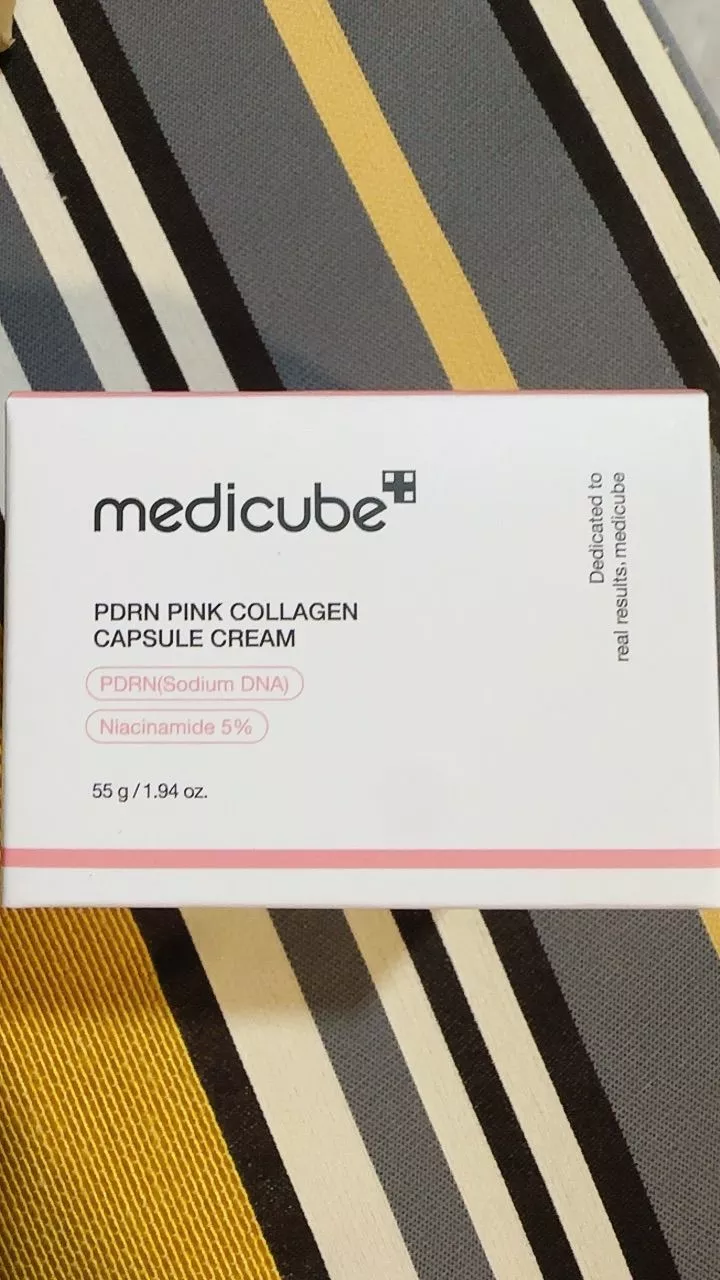 medicube
PDRN PINK COLLAGEN
CAPSULE CREAM
PDRN(Sodium DNA)
Niacinamide 5%
55 g / 1.94 oz.
Dedicated to
real results, medicube